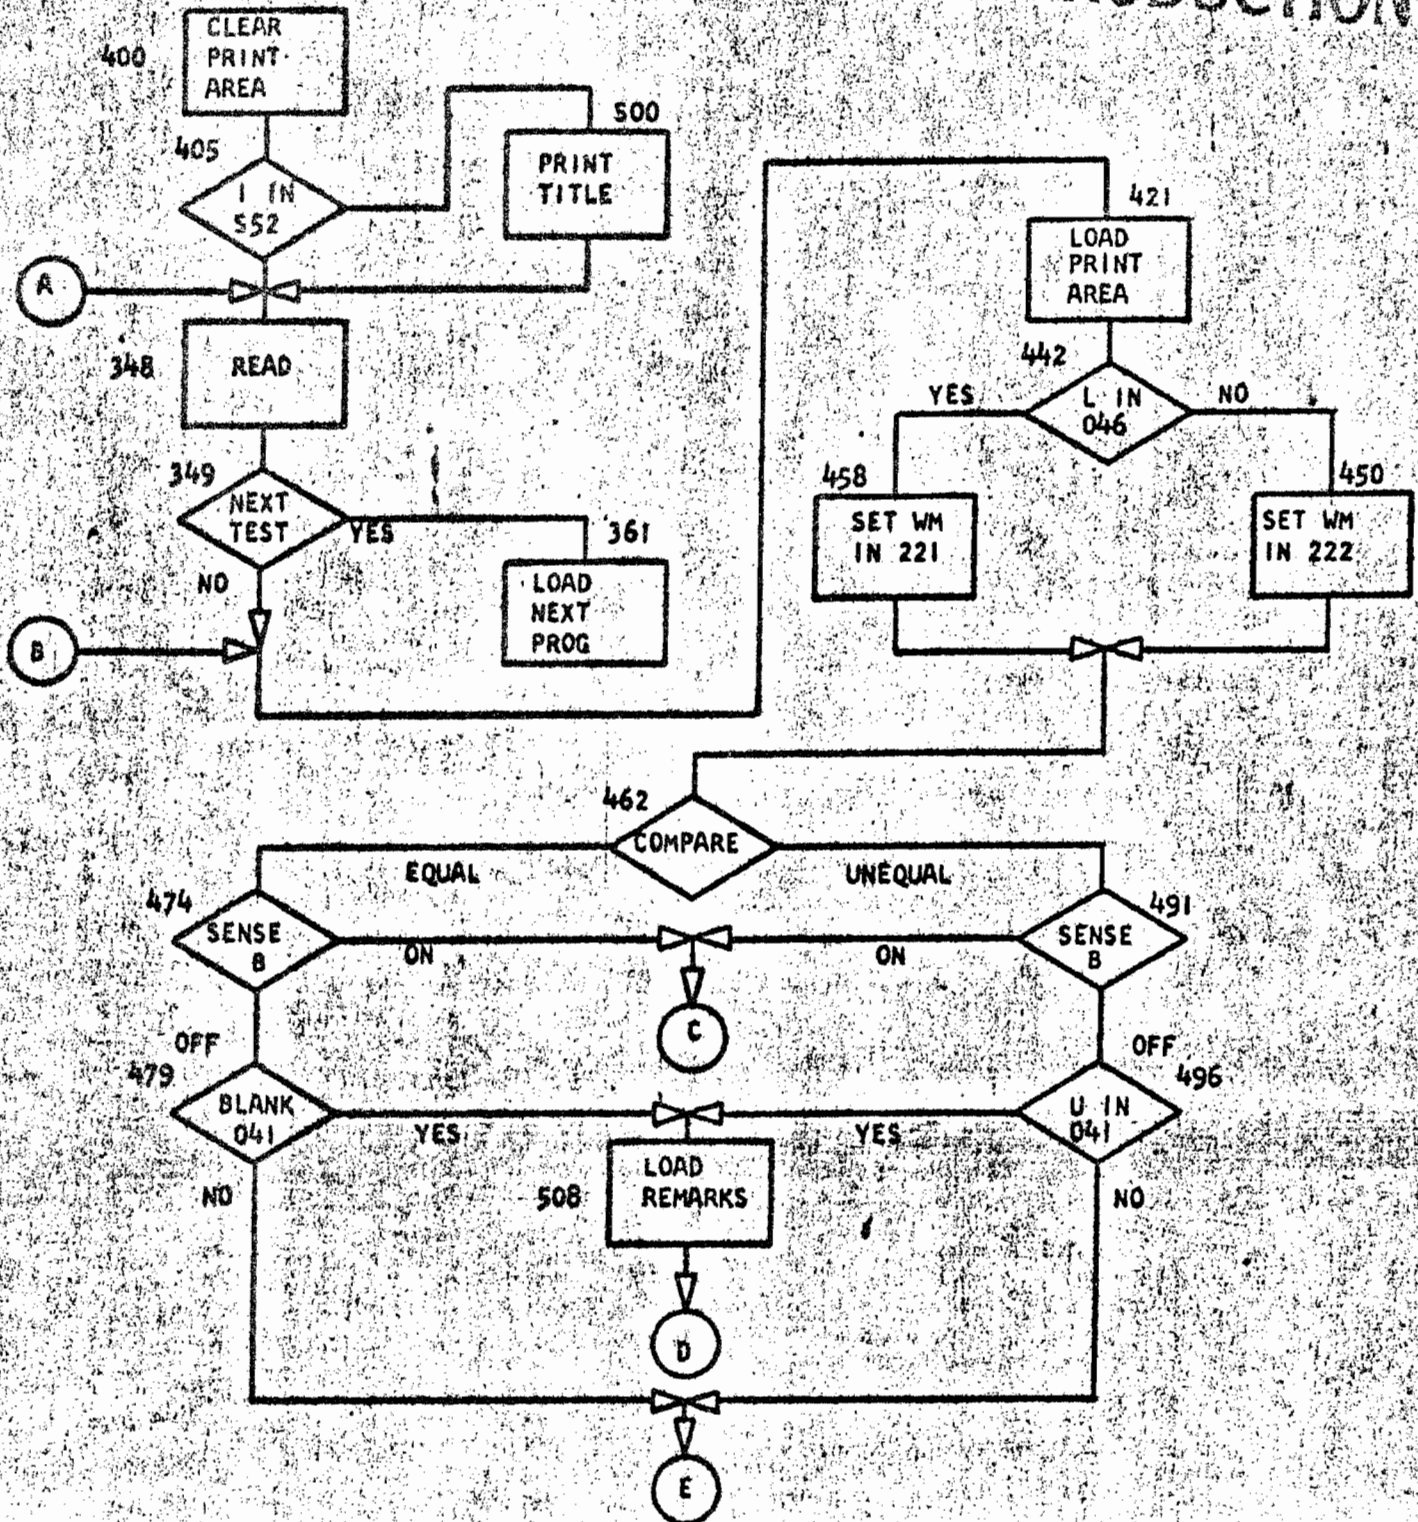 400
CLEAR
PRINT
AREA
405
I IN
552
500
PRINT
TITLE
A
348
READ
349
NEXT
TEST
YES
NO
361
LOAD
NEXT
PROG
B
421
LOAD
PRINT
AREA
442
L IN
046
YES
NO
458
SET WM
IN 221
450
SET WM
IN 222
462
COMPARE
EQUAL
UNEQUAL
474
SENSE
B
ON
491
SENSE
B
ON
C
OFF
OFF
479
BLANK
041
YES
496
U IN
041
YES
NO
NO
508
LOAD
REMARKS
D
E